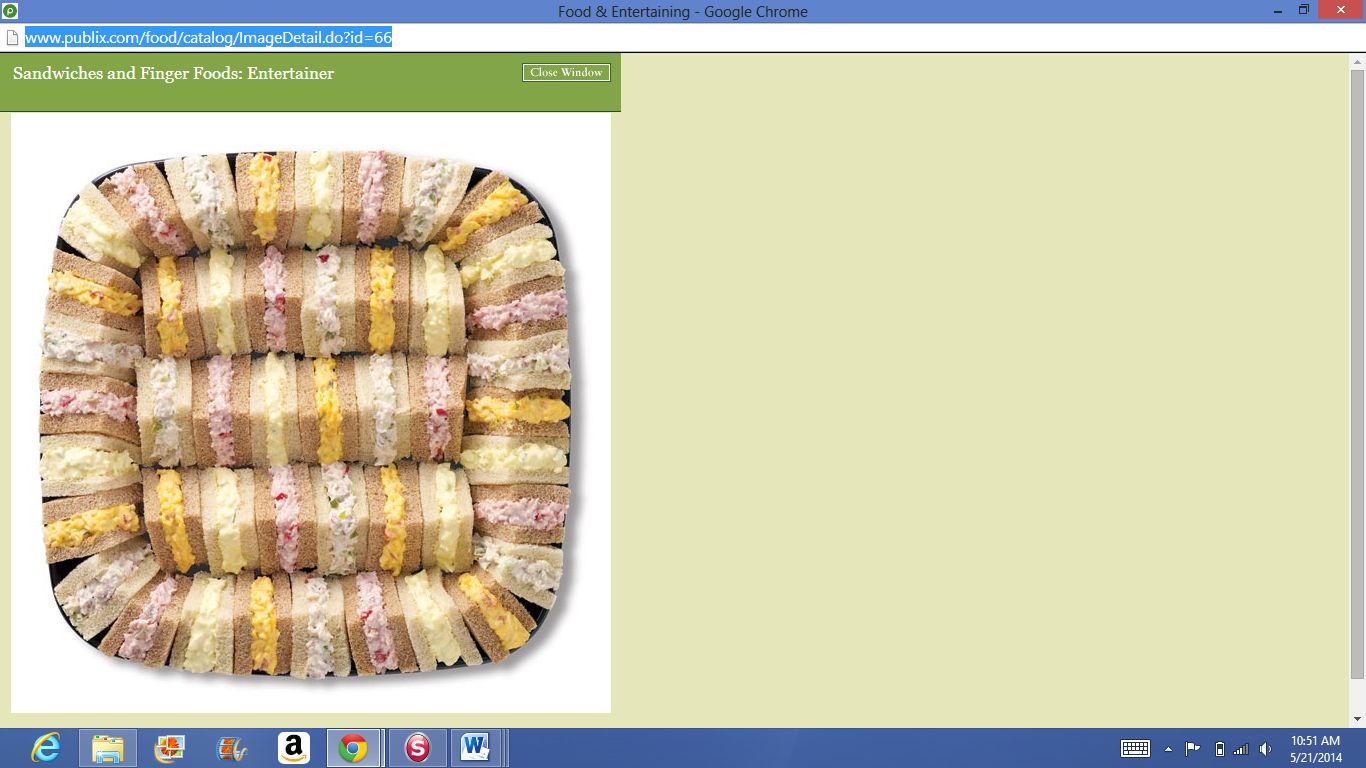 Food & Entertaining - Google Chrome
www.publix.com/food/catalog/ImageDetail.do?id=66
Sandwiches and Finger Foods: Entertainer
Close Window
10:51 AM
5/21/2014